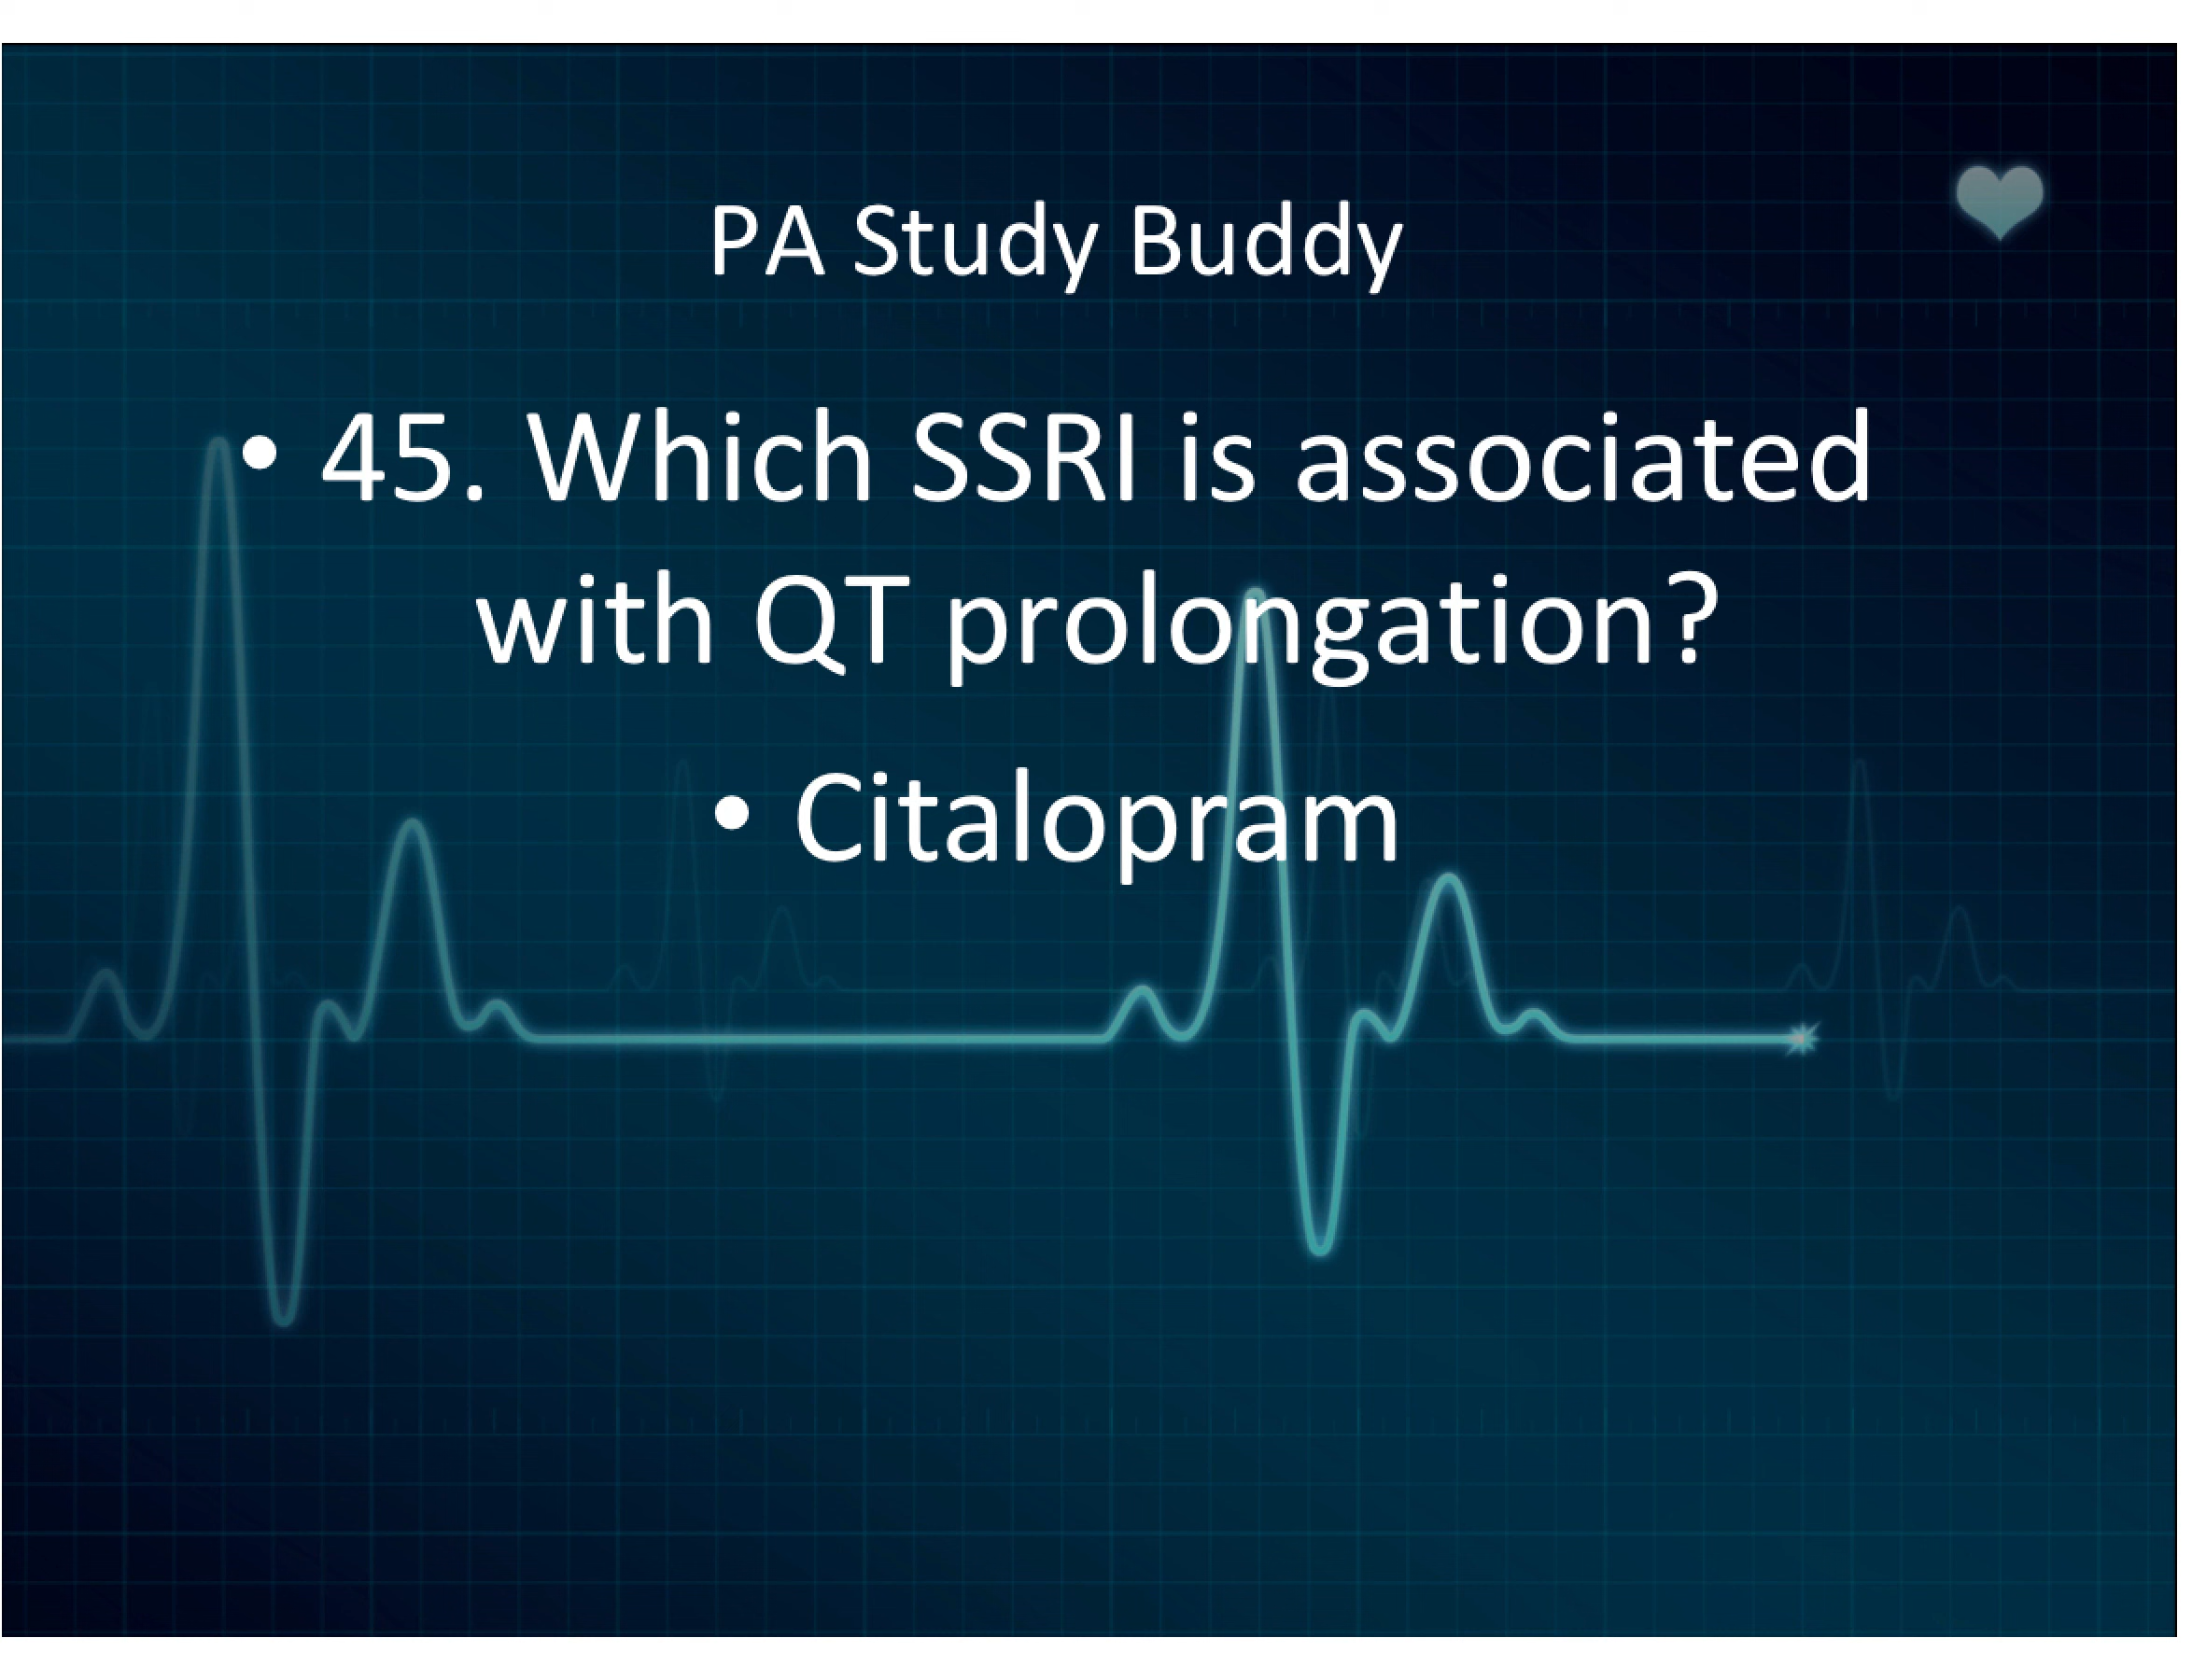 PA Study Buddy
• 45. Which SSRI is associated
with QT prolongation?
• Citalopram